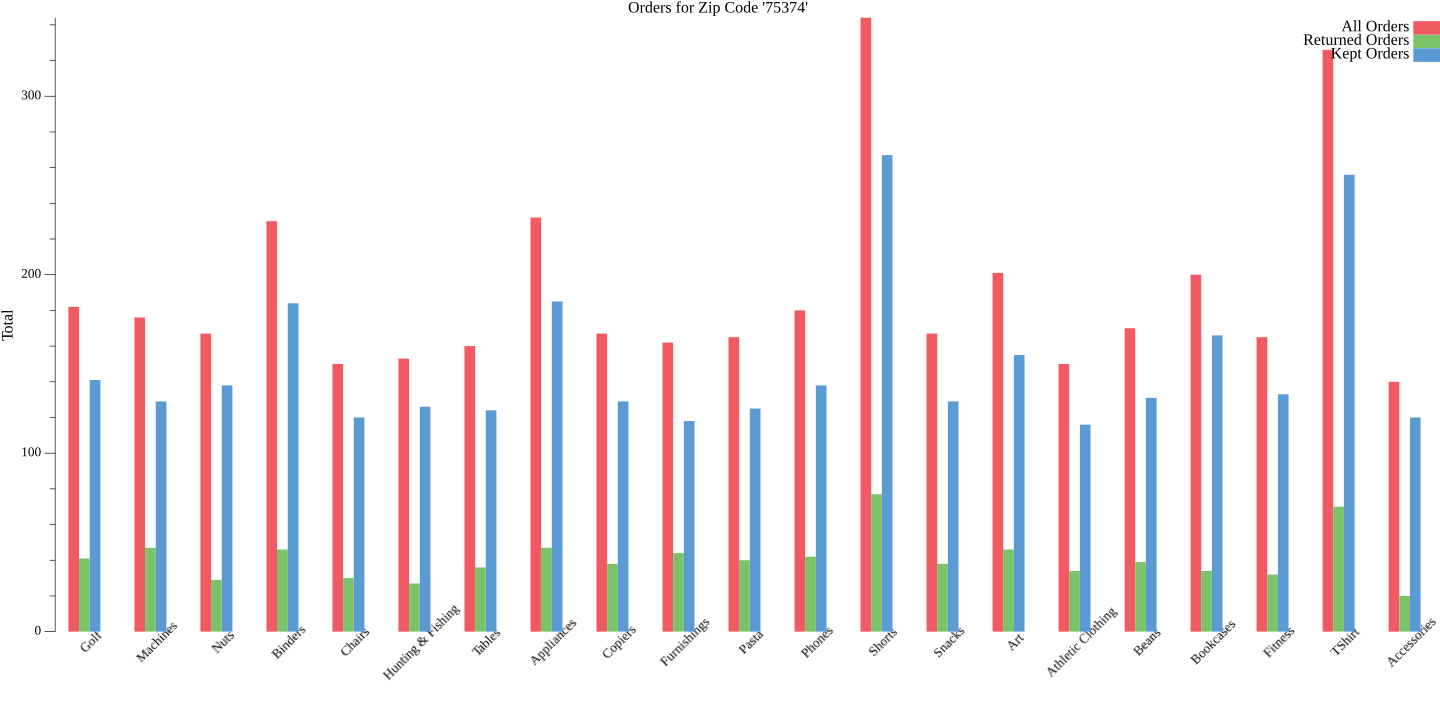 Orders for Zip Code '75374'
All Orders
Returned Orders
Kept Orders
Total
300
200
100
0
Golf
Machines
Nuts
Binders
Chairs
Hunting & Fishing
Tables
Appliances
Copiers
Furnishings
Pasta
Phones
Shorts
Snacks
Art
Athletic Clothing
Beans
Bookcases
Fitness
TShirt
Accessories